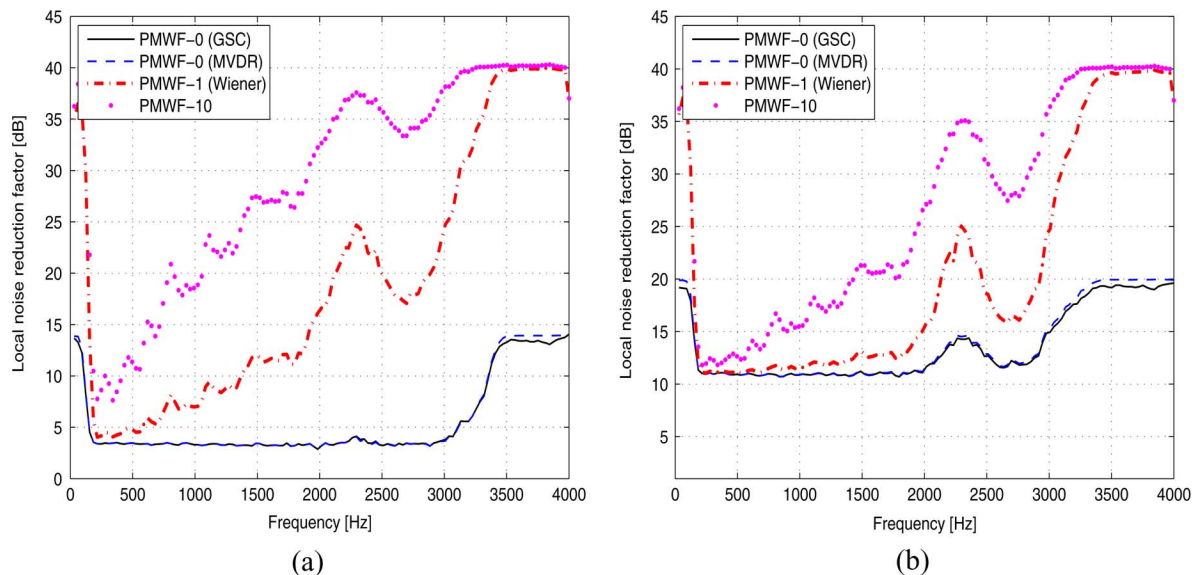 45
40
35
30
25
20
15
10
5
0
Local noise reduction factor [dB]
PMWF-0 (GSC)
PMWF-0 (MVDR)
PMWF-1 (Wiener)
PMWF-10
0 500 1000 1500 2000 2500 3000 3500 4000
Frequency [Hz]
(a)
45
40
35
30
25
20
15
10
5
Local noise reduction factor [dB]
PMWF-0 (GSC)
PMWF-0 (MVDR)
PMWF-1 (Wiener)
PMWF-10
0 500 1000 1500 2000 2500 3000 3500 4000
Frequency [Hz]
(b)